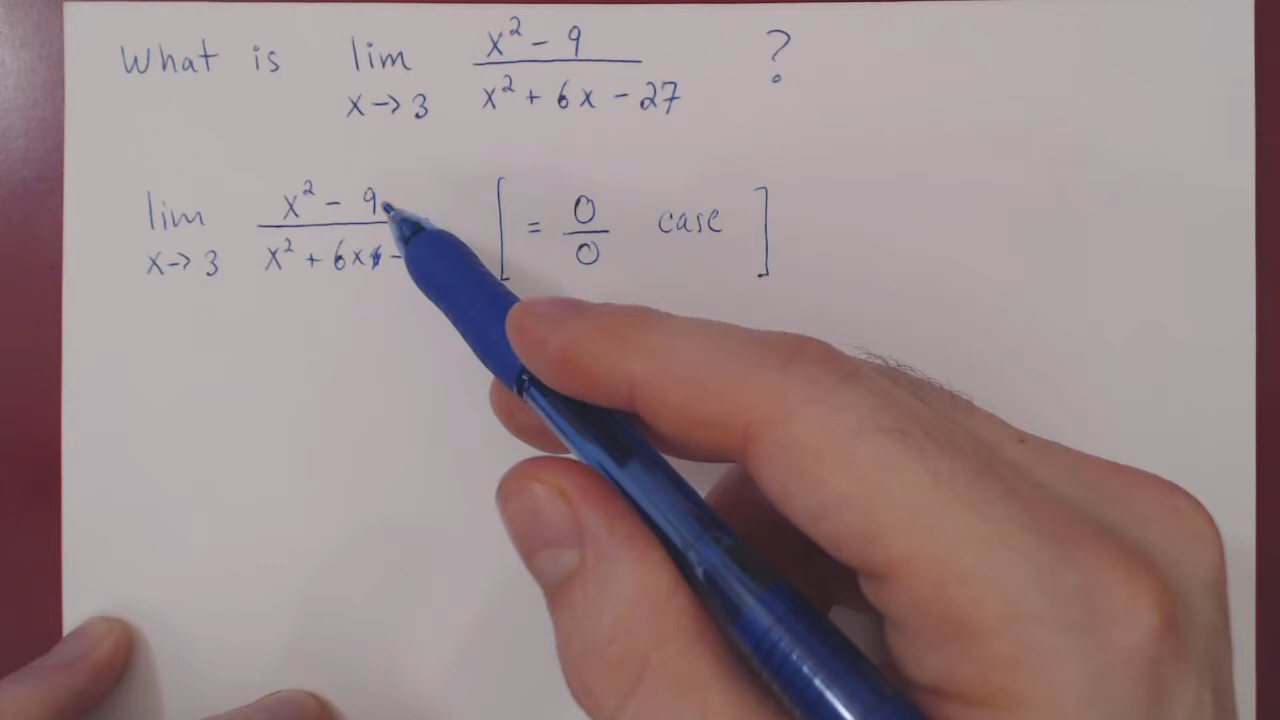 What is lim x→3 (x² - 9)/(x² + 6x - 27) ?
lim x→3 (x² - 9)/(x² + 6x - [= 0/0 case]